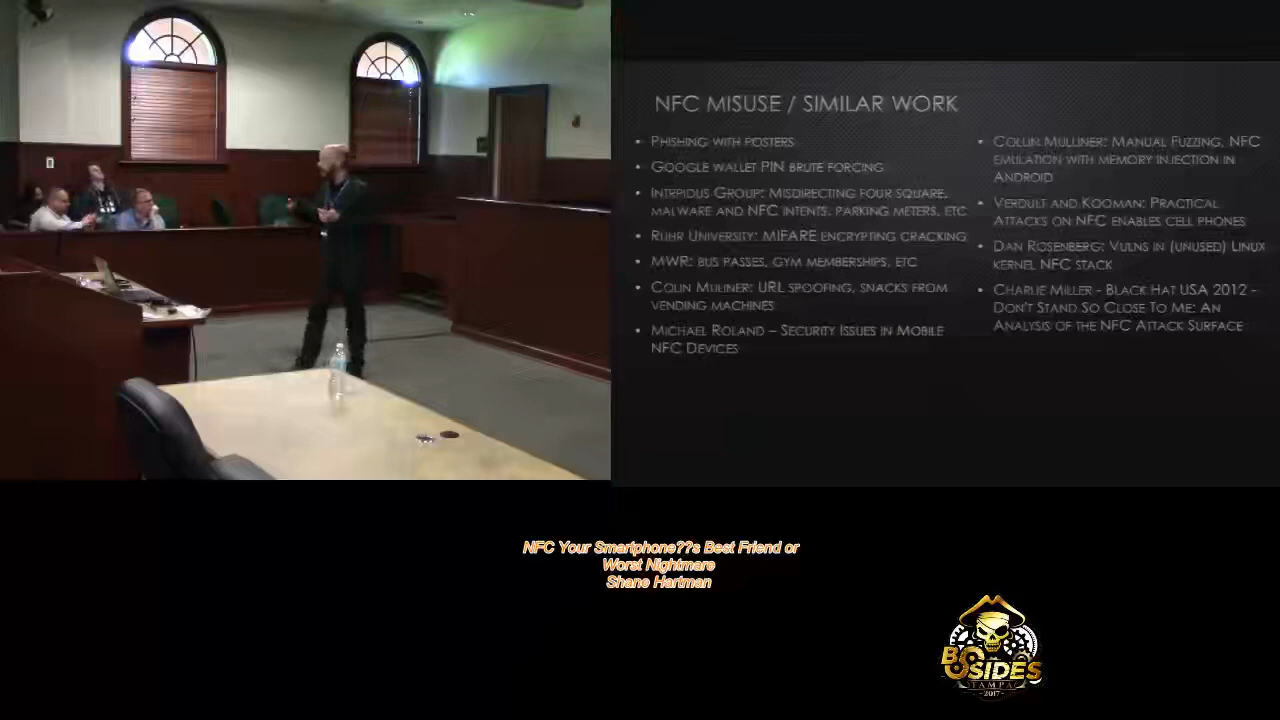 NFC MISUSE / SIMILAR WORK
• PHISHING WITH POSTERS
• GOOGLE WALLET PIN BRUTE FORCING
• INTREPIDUS GROUP: MISDIRECTING FOUR SQUARE,
MALWARE AND NFC INTENTS, PARKING METERS, ETC
• RUHR UNIVERSITY: MIFARE ENCRYPTING CRACKING
• MWR: BUS PASSES, GYM MEMBERSHIPS, ETC
• COLIN MULINER: URL SPOOFING, SNACKS FROM
VENDING MACHINES
• MICHAEL ROLAND – SECURITY ISSUES IN MOBILE
NFC DEVICES
• COLLIN MULLINER: MANUAL FUZZING, NFC
EMULATION WITH MEMORY INJECTION IN
ANDROID
• VERDULT AND KOOMAN: PRACTICAL
ATTACKS ON NFC ENABLES CELL PHONES
• DAN ROSENBERG: VULNS IN (UNUSED) LINUX
KERNEL NFC STACK
• CHARLIE MILLER - BLACK HAT USA 2012 -
DON'T STAND SO CLOSE TO ME: AN
ANALYSIS OF THE NFC ATTACK SURFACE
NFC Your Smartphone??s Best Friend or
Worst Nightmare
Shane Hartman
BSIDES
TAMPA
-2017-